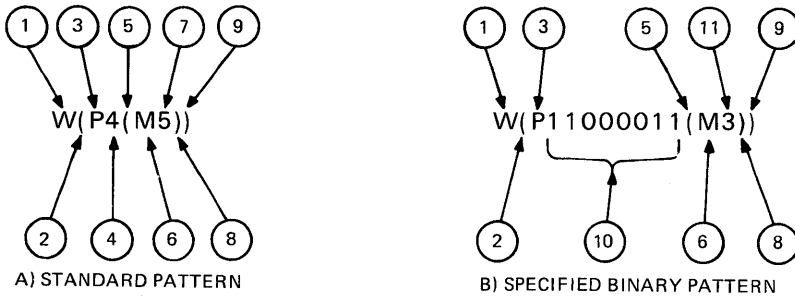 1 3 5 7 9
W(P4(M5))
2 4 6 8
A) STANDARD PATTERN
1 3 5 11 9
W(P11000011(M3))
2 10 6 8
B) SPECIFIED BINARY PATTERN